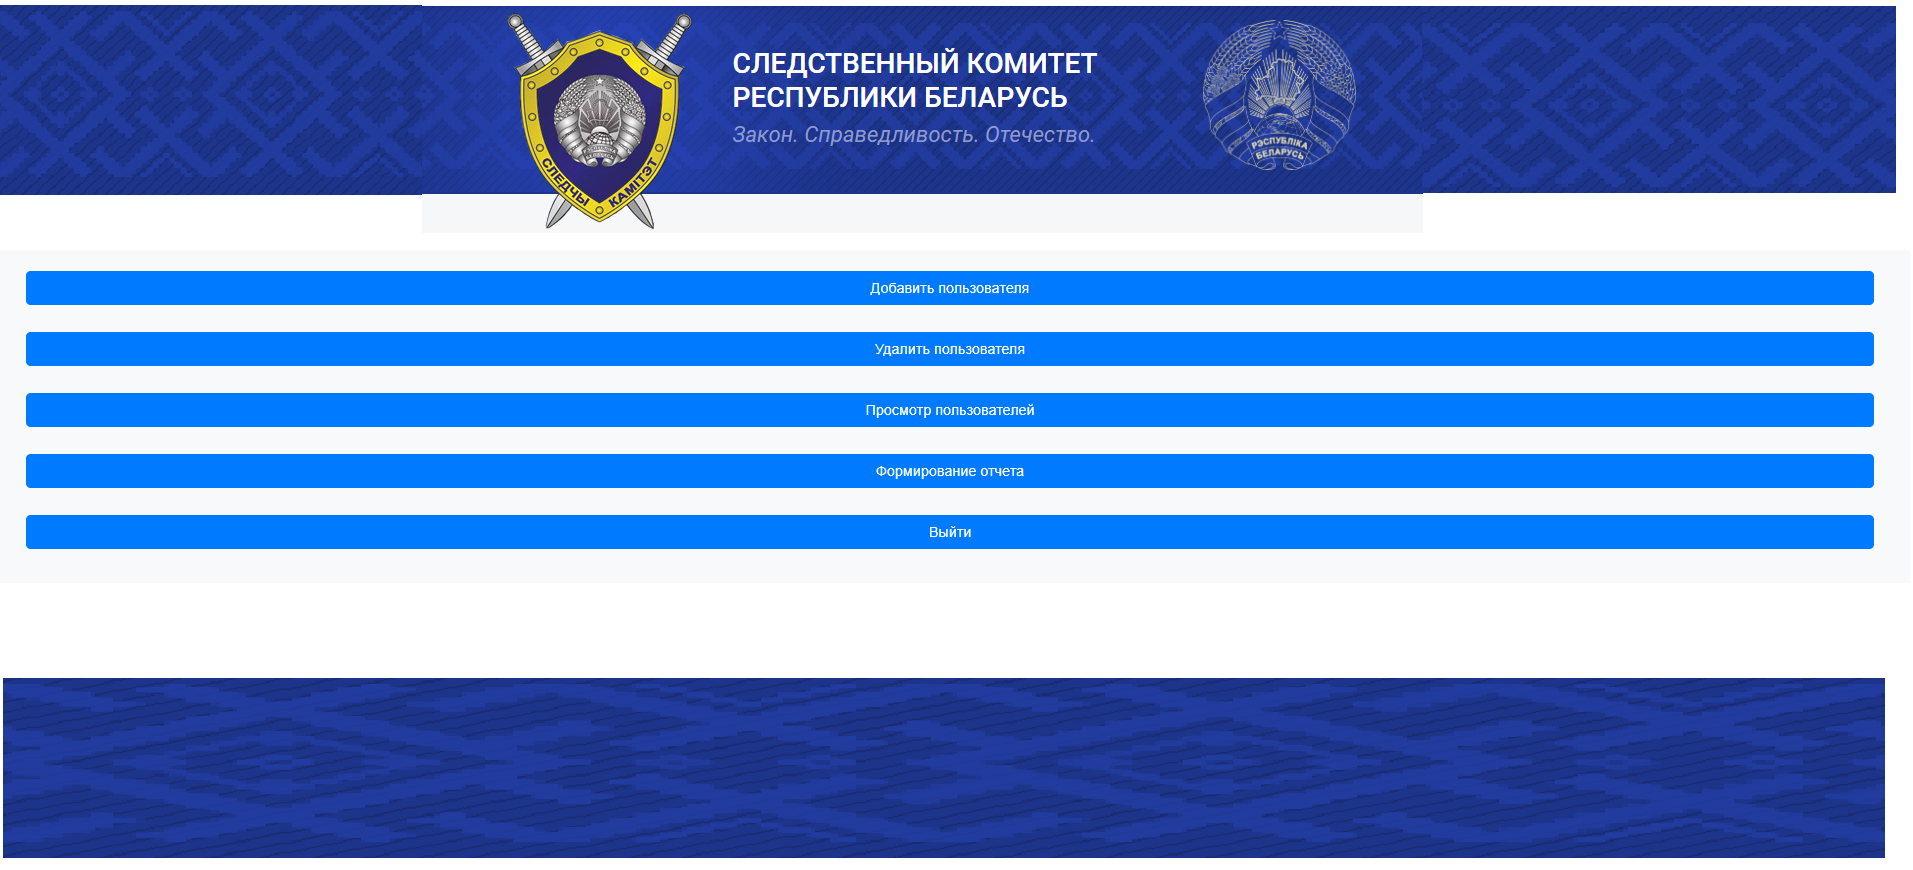 СЛЕДСТВЕННЫЙ КОМИТЕТ
РЕСПУБЛИКИ БЕЛАРУСЬ
Закон. Справедливость. Отечество.
СЛЕДЧЫ КАМІТЭТ
РЭСПУБЛІКА
БЕЛАРУСЬ
Добавить пользователя
Удалить пользователя
Просмотр пользователей
Формирование отчета
Выйти